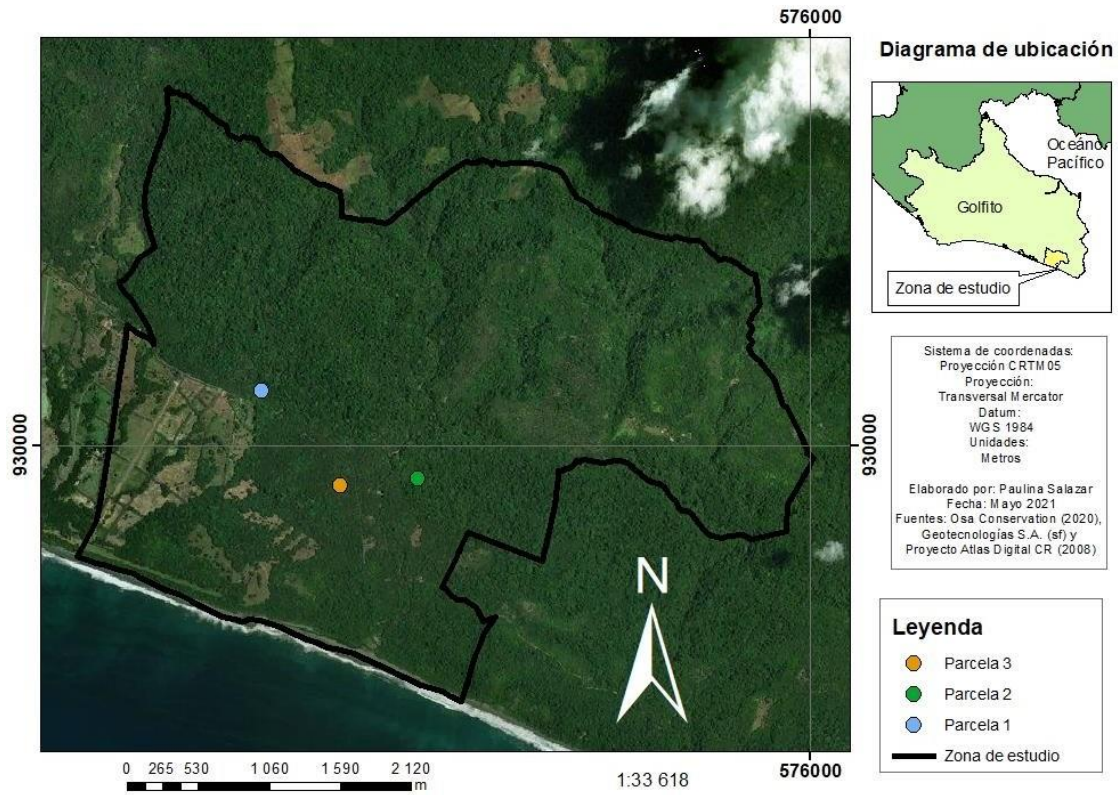 576000
Diagrama de ubicación
Océano
Pacífico
Golfito
Zona de estudio
930000
930000
Sistema de coordenadas:
Proyección CRTM05
Proyección:
Transversal Mercator
Datum:
WGS 1984
Unidades:
Metros
Elaborado por: Paulina Salazar
Fecha: Mayo 2021
Fuentes: Osa Conservation (2020),
Geotecnologías S.A. (sf) y
Proyecto Atlas Digital CR (2008)
N
Leyenda
Parcela 3
Parcela 2
Parcela 1
Zona de estudio
0 265 530 1 060 1 590 2 120
m
1:33 618
576000